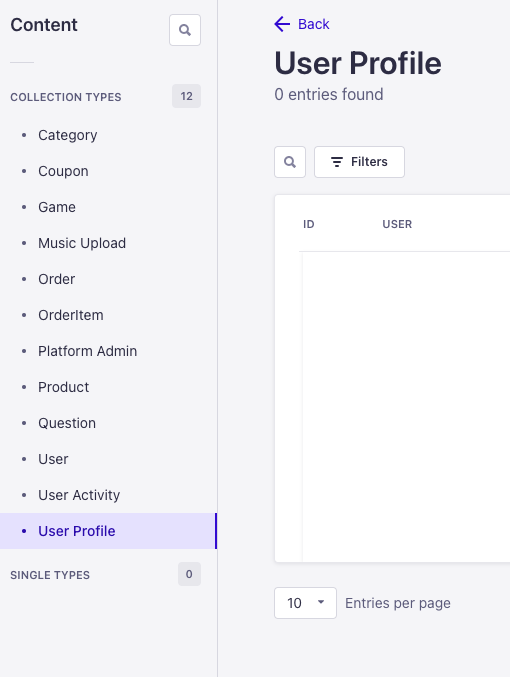 Content
COLLECTION TYPES 12
Category
Coupon
Game
Music Upload
Order
OrderItem
Platform Admin
Product
Question
User
User Activity
User Profile
SINGLE TYPES 0
Back
User Profile
0 entries found
Filters
ID USER
10 Entries per page